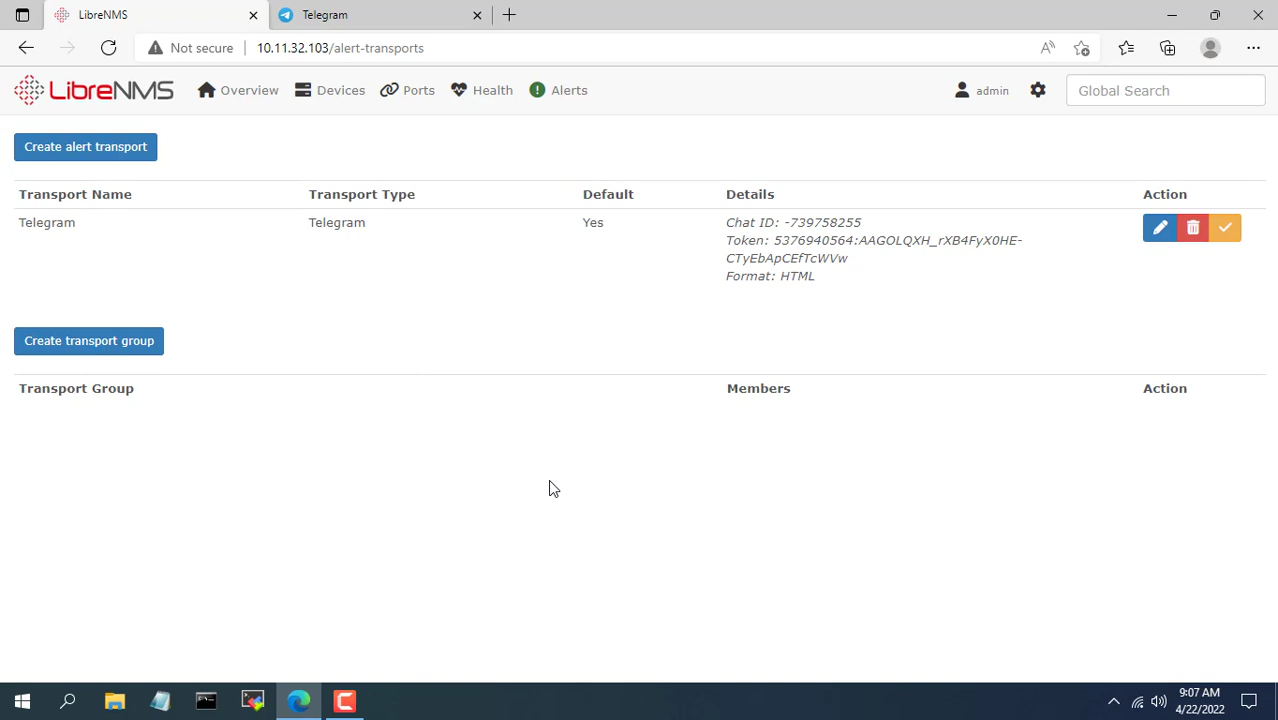 LibreNMS
Telegram
Not secure
10.11.32.103/alert-transports
LibreNMS
Overview
Devices
Ports
Health
Alerts
admin
Global Search
Create alert transport
Transport Name Transport Type Default Details Action
Telegram Telegram Yes Chat ID: -739758255
Token: 5376940564:AAGOLQXH_rXB4FyX0HE-
CTyEbApCEfTcWVw
Format: HTML
Create transport group
Transport Group Members Action
9:07 AM
4/22/2022